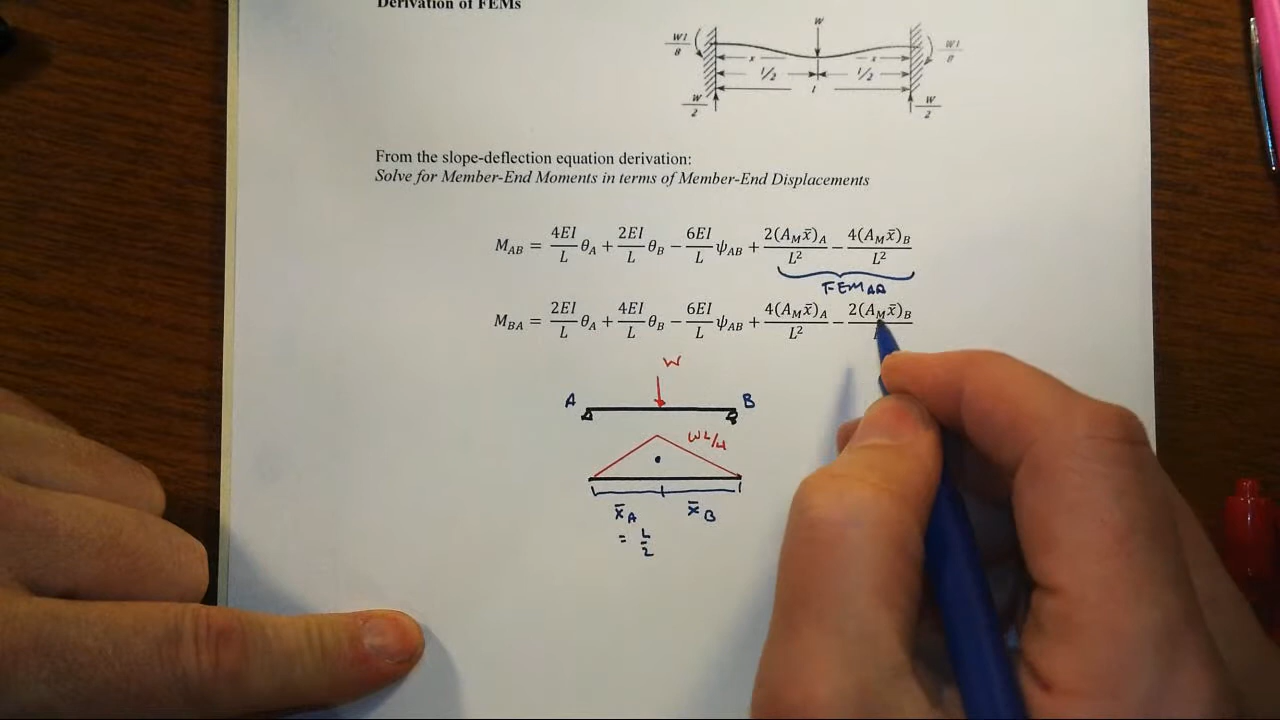 Derivation of FEMs
W
Wl/8 Wl/8
x x
l/2 l/2
l
W/2 W/2
From the slope-deflection equation derivation:
Solve for Member-End Moments in terms of Member-End Displacements
M_AB = 4EI/L θ_A + 2EI/L θ_B − 6EI/L ψ_AB + 2(A_M x̄)_A/L² − 4(A_M x̄)_B/L²
FEM_AB
M_BA = 2EI/L θ_A + 4EI/L θ_B − 6EI/L ψ_AB + 4(A_M x̄)_A/L² − 2(A_M x̄)_B/L
W
A B
WL/4
x̄_A x̄_B
= L/2